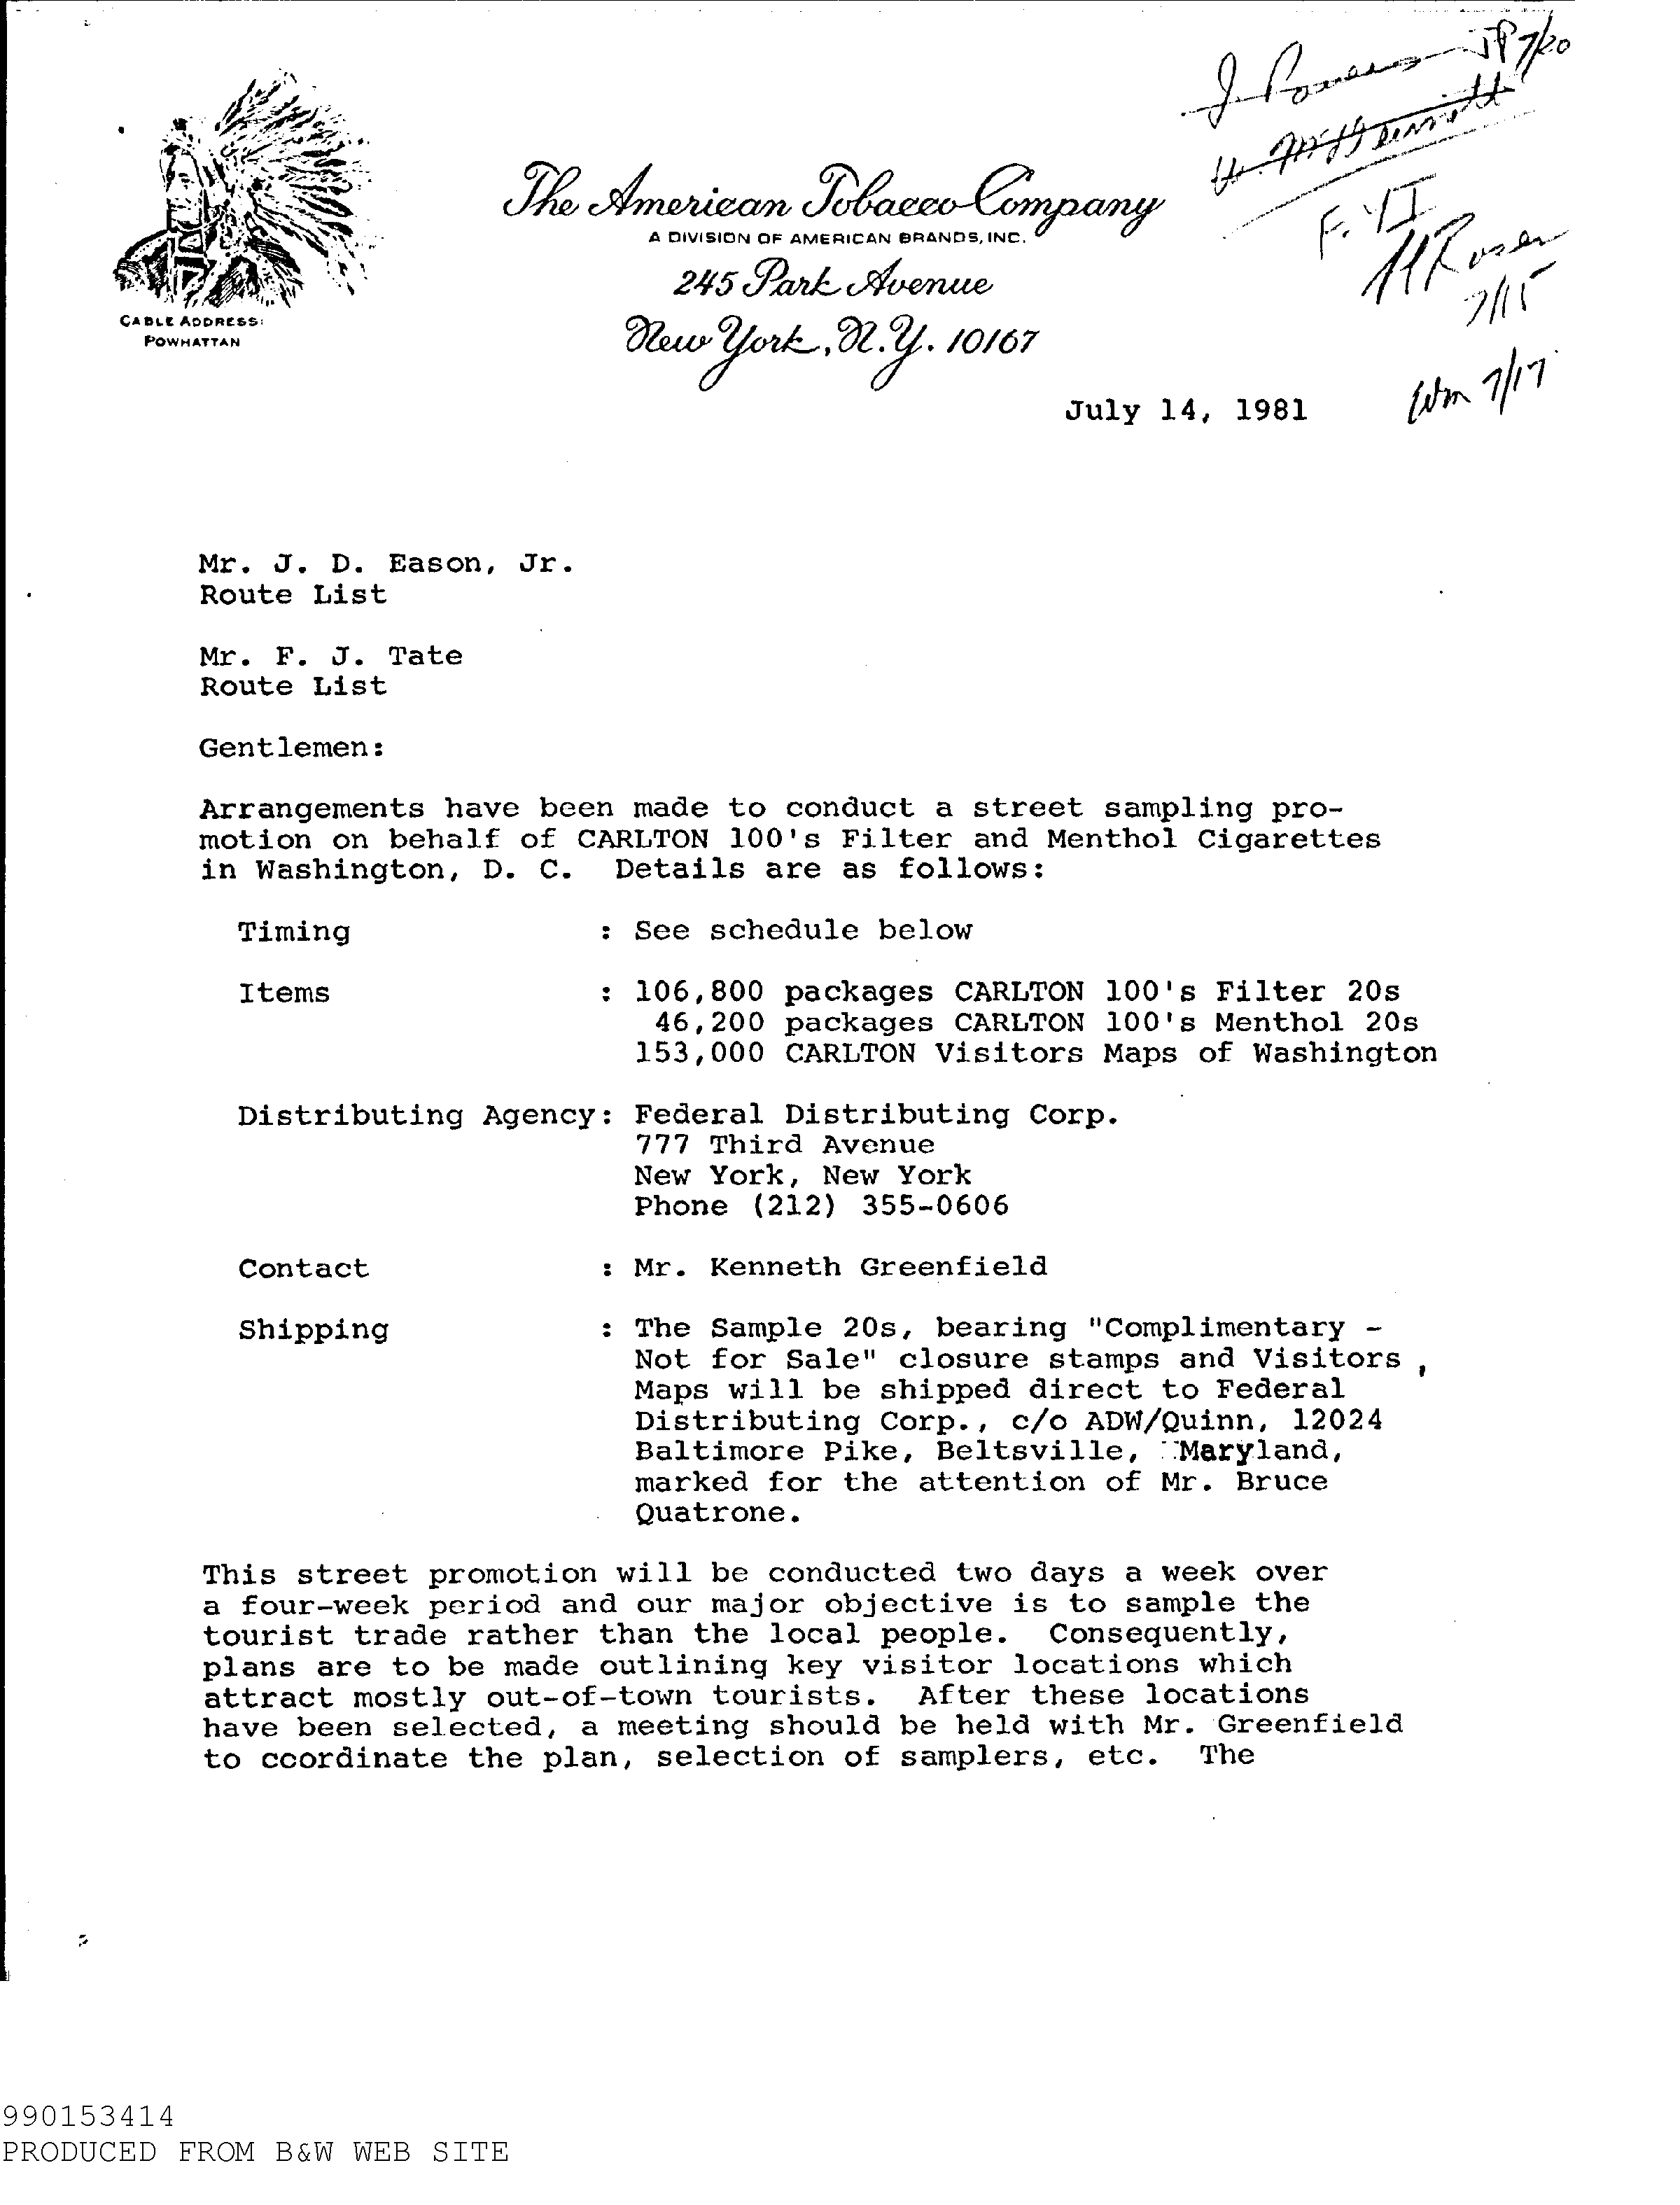 J. Powers JP 7/20
F.YI
HRosen
7/15
Wm 7/17
CABLE ADDRESS:
POWHATTAN
The American Tobacco Company
A DIVISION OF AMERICAN BRANDS, INC.
245 Park Avenue
New York, N.Y. 10167
July 14, 1981
Mr. J. D. Eason, Jr.
Route List
Mr. F. J. Tate
Route List
Gentlemen:
Arrangements have been made to conduct a street sampling pro-
motion on behalf of CARLTON 100's Filter and Menthol Cigarettes
in Washington, D. C. Details are as follows:
Timing : See schedule below
Items : 106,800 packages CARLTON 100's Filter 20s
46,200 packages CARLTON 100's Menthol 20s
153,000 CARLTON Visitors Maps of Washington
Distributing Agency: Federal Distributing Corp.
777 Third Avenue
New York, New York
Phone (212) 355-0606
Contact : Mr. Kenneth Greenfield
Shipping : The Sample 20s, bearing "Complimentary -
Not for Sale" closure stamps and Visitors
Maps will be shipped direct to Federal
Distributing Corp., c/o ADW/Quinn, 12024
Baltimore Pike, Beltsville, Maryland,
marked for the attention of Mr. Bruce
Quatrone.
This street promotion will be conducted two days a week over
a four-week period and our major objective is to sample the
tourist trade rather than the local people. Consequently,
plans are to be made outlining key visitor locations which
attract mostly out-of-town tourists. After these locations
have been selected, a meeting should be held with Mr. Greenfield
to ccordinate the plan, selection of samplers, etc. The
990153414
PRODUCED FROM B&W WEB SITE